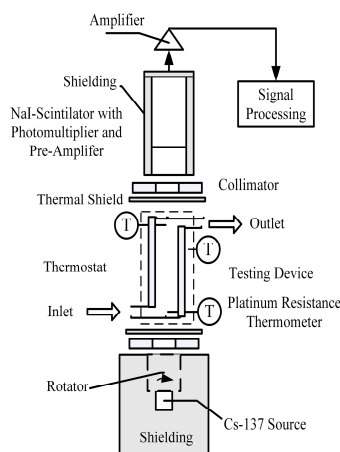 Amplifier
Shielding
Signal
Processing
NaI-Scintilator with
Photomultiplier and
Pre-Amplifer
Collimator
Thermal Shield
T
Outlet
T
Thermostat
Testing Device
Inlet
T
Platinum Resistance
Thermometer
Rotator
Cs-137 Source
Shielding